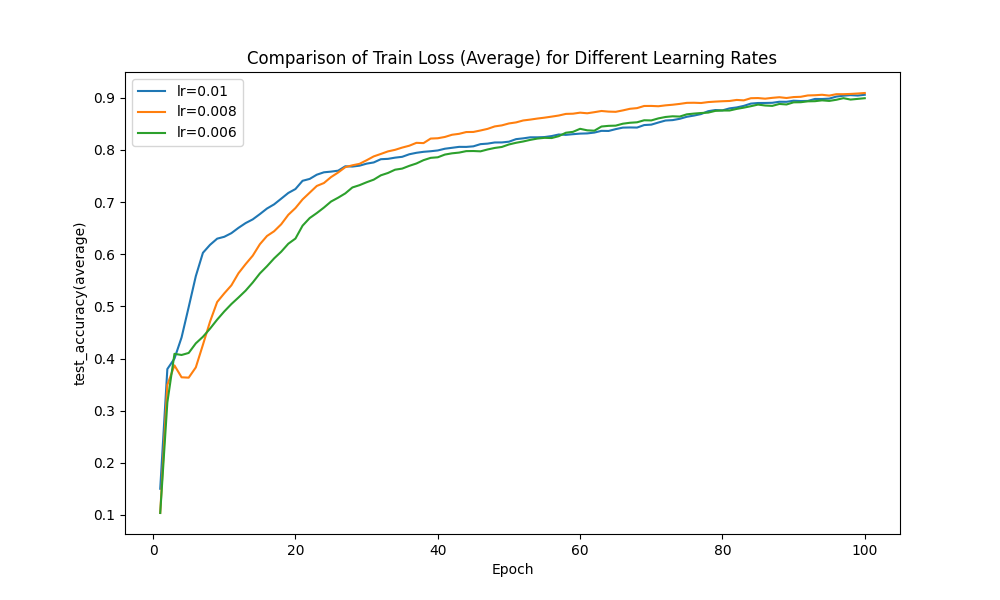 Comparison of Train Loss (Average) for Different Learning Rates
lr=0.01
lr=0.008
lr=0.006
test_accuracy(average)
0.9
0.8
0.7
0.6
0.5
0.4
0.3
0.2
0.1
0 20 40 60 80 100
Epoch